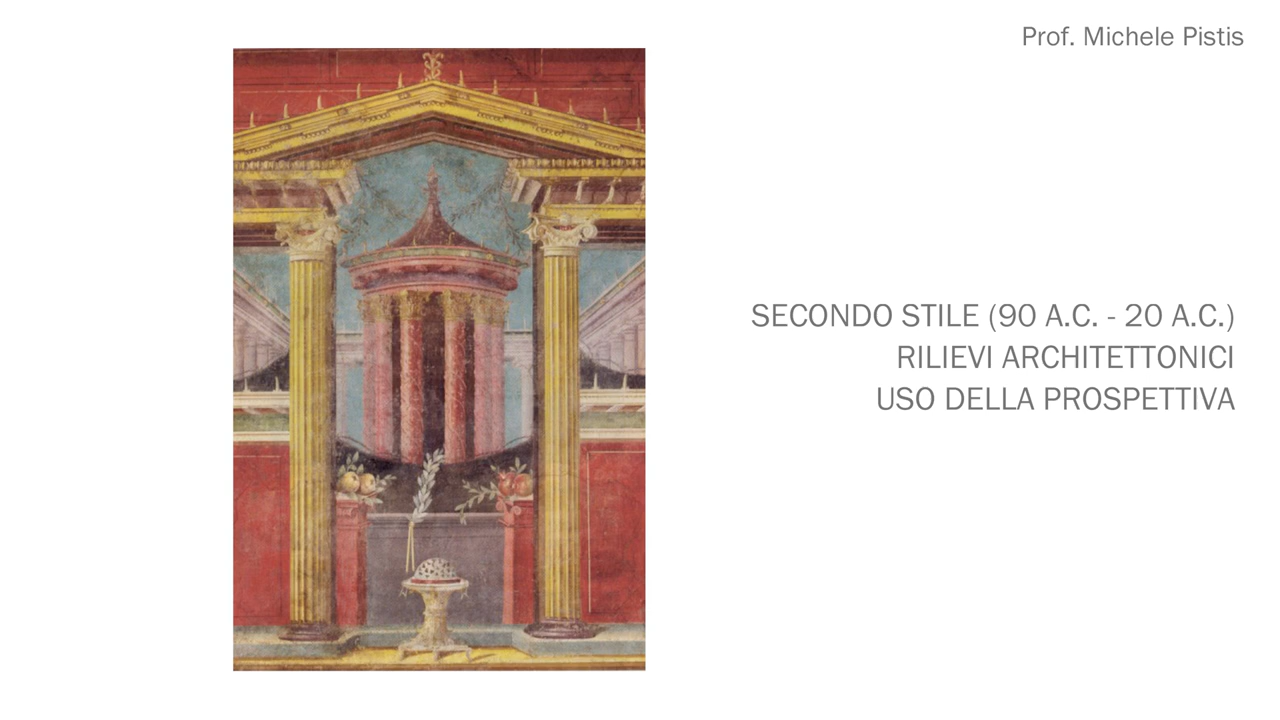 Prof. Michele Pistis
SECONDO STILE (90 A.C. - 20 A.C.)
RILIEVI ARCHITETTONICI
USO DELLA PROSPETTIVA